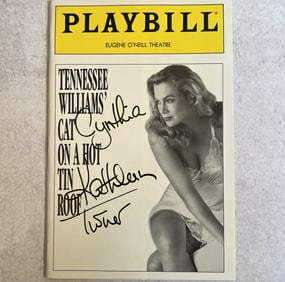 PLAYBILL
EUGENE O'NEILL THEATRE
TENNESSEE
WILLIAMS'
CAT
ON A HOT
TIN
ROOF
Cynthia
Kathleen
Turner